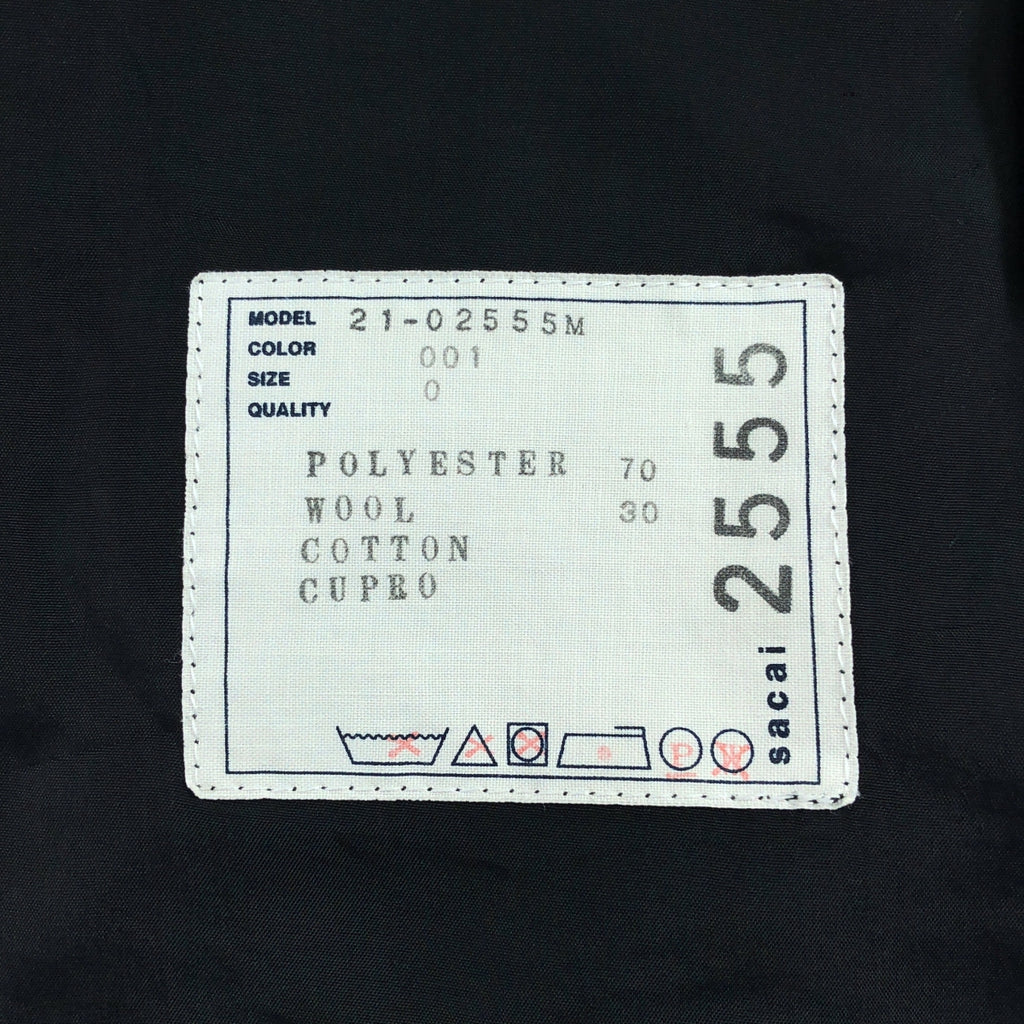 MODEL 21-02555M
COLOR 001
SIZE 0
QUALITY
POLYESTER 70
WOOL 30
COTTON
CUPRO
P W
sacai 2555